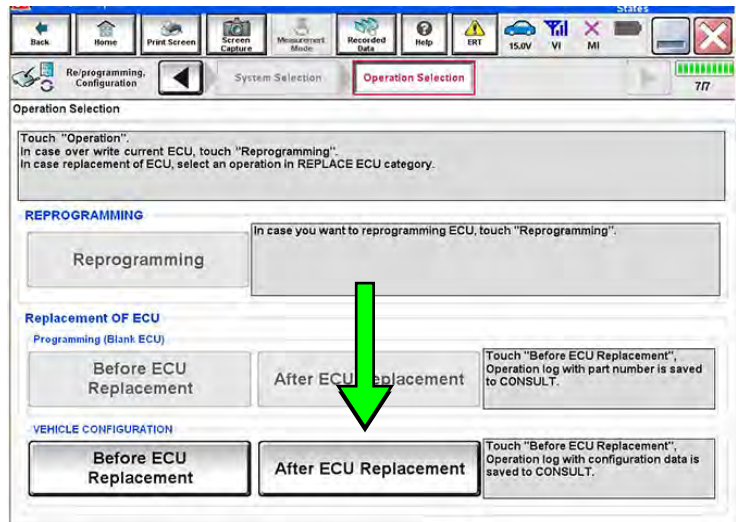 States
Back
Home
Print Screen
Screen
Capture
Measurement
Mode
Recorded
Data
Help
ERT
15.0V
VI
MI
Re/programming,
Configuration
System Selection
Operation Selection
7/7
Operation Selection
Touch "Operation".
In case over write current ECU, touch "Reprogramming".
In case replacement of ECU, select an operation in REPLACE ECU category.
REPROGRAMMING
Reprogramming
In case you want to reprogramming ECU, touch "Reprogramming".
Replacement OF ECU
Programming (Blank ECU)
Before ECU
Replacement
After ECU Replacement
Touch "Before ECU Replacement",
Operation log with part number is saved
to CONSULT.
VEHICLE CONFIGURATION
Before ECU
Replacement
After ECU Replacement
Touch "Before ECU Replacement",
Operation log with configuration data is
saved to CONSULT.